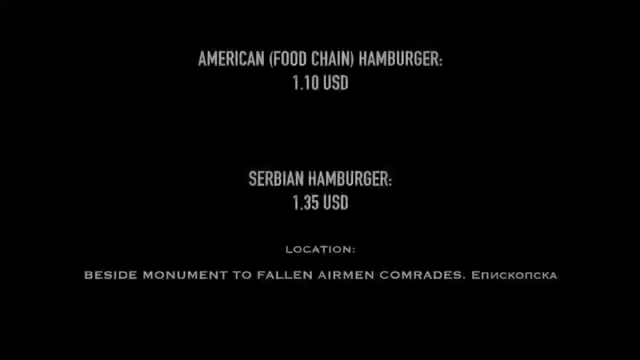 AMERICAN (FOOD CHAIN) HAMBURGER:
1.10 USD
SERBIAN HAMBURGER:
1.35 USD
LOCATION:
BESIDE MONUMENT TO FALLEN AIRMEN COMRADES. Епископска